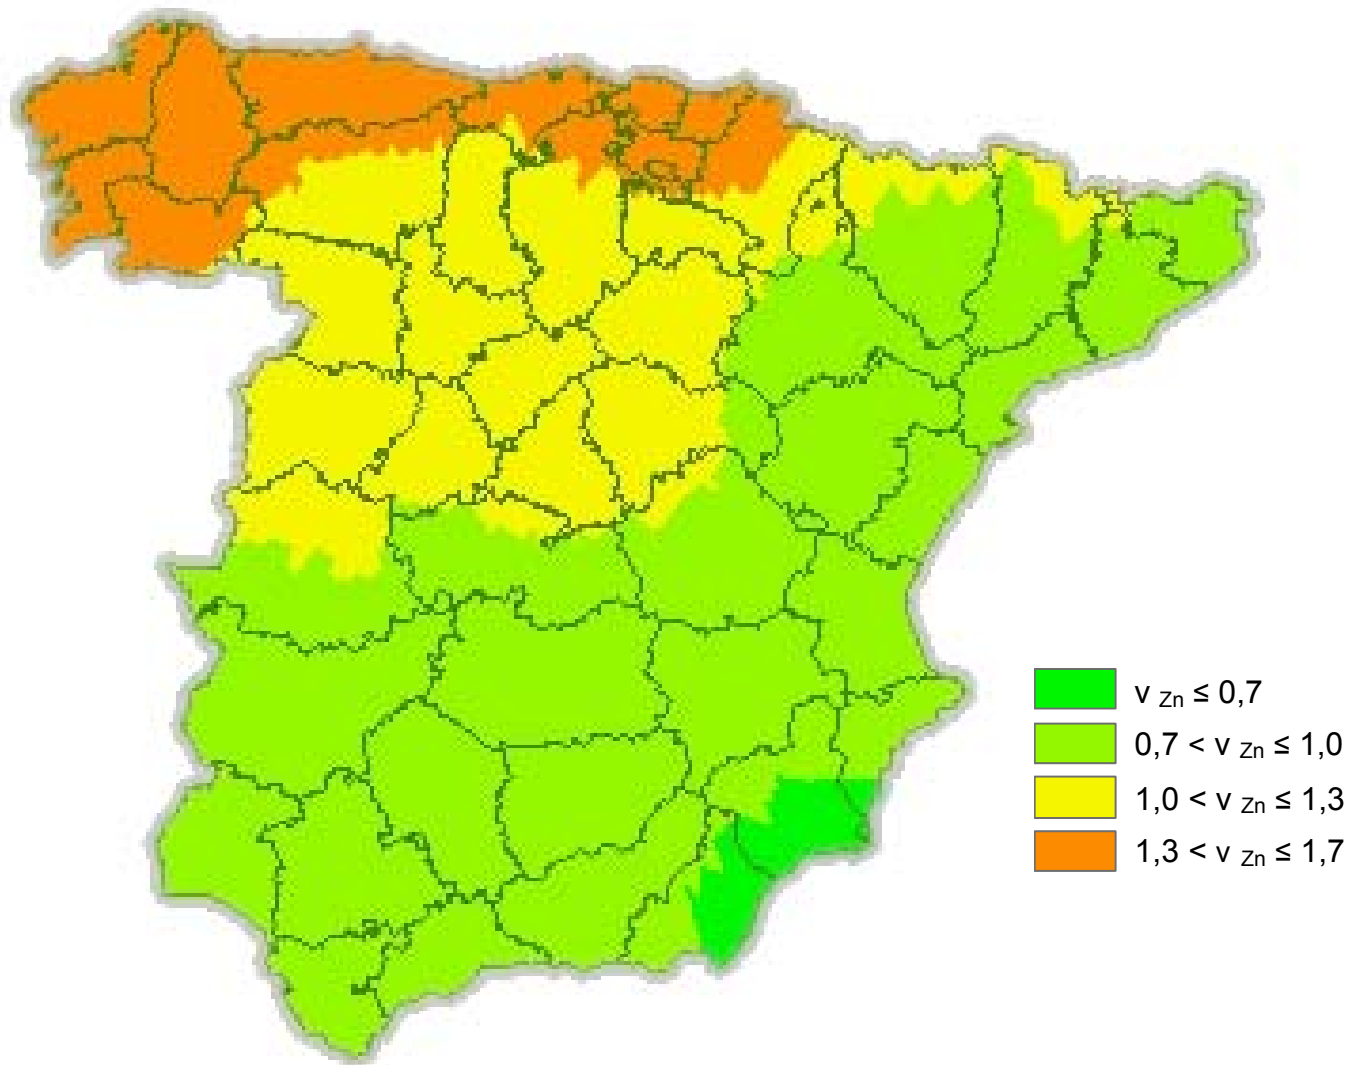 v Zn ≤ 0,7
0,7 < v Zn ≤ 1,0
1,0 < v Zn ≤ 1,3
1,3 < v Zn ≤ 1,7